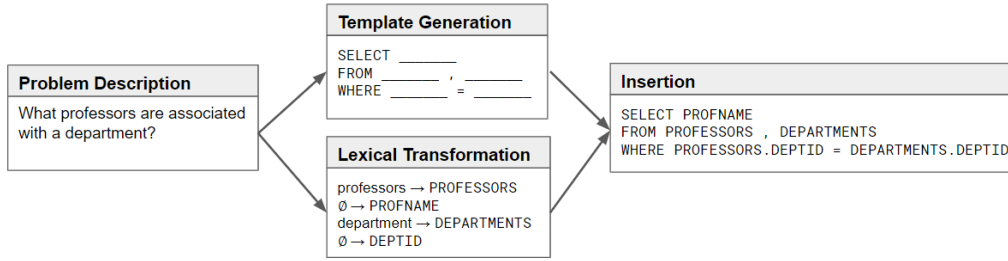 Problem Description
What professors are associated
with a department?
Template Generation
SELECT _______
FROM _______ , _______
WHERE _______ = _______
Lexical Transformation
professors → PROFESSORS
∅ → PROFNAME
department → DEPARTMENTS
∅ → DEPTID
Insertion
SELECT PROFNAME
FROM PROFESSORS , DEPARTMENTS
WHERE PROFESSORS.DEPTID = DEPARTMENTS.DEPTID